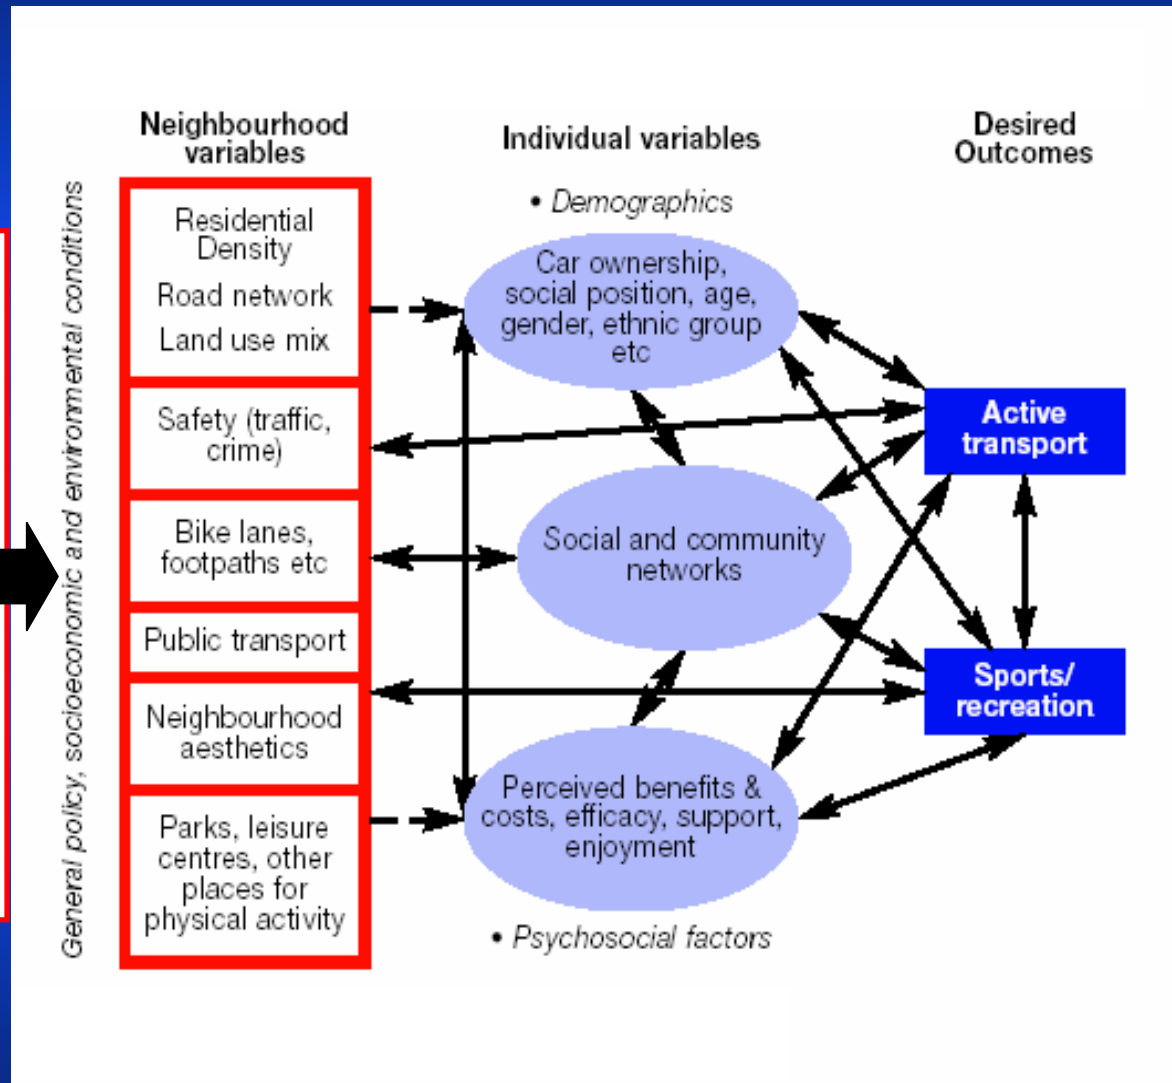 Neighbourhood
variables
Individual variables
Desired
Outcomes
General policy, socioeconomic and environmental conditions
Residential
Density
Road network
Land use mix
Safety (traffic,
crime)
Bike lanes,
footpaths etc
Public transport
Neighbourhood
aesthetics
Parks, leisure
centres, other
places for
physical activity
• Demographics
Car ownership,
social position, age,
gender, ethnic group
etc
Social and community
networks
Perceived benefits &
costs, efficacy, support,
enjoyment
• Psychosocial factors
Active
transport
Sports/
recreation